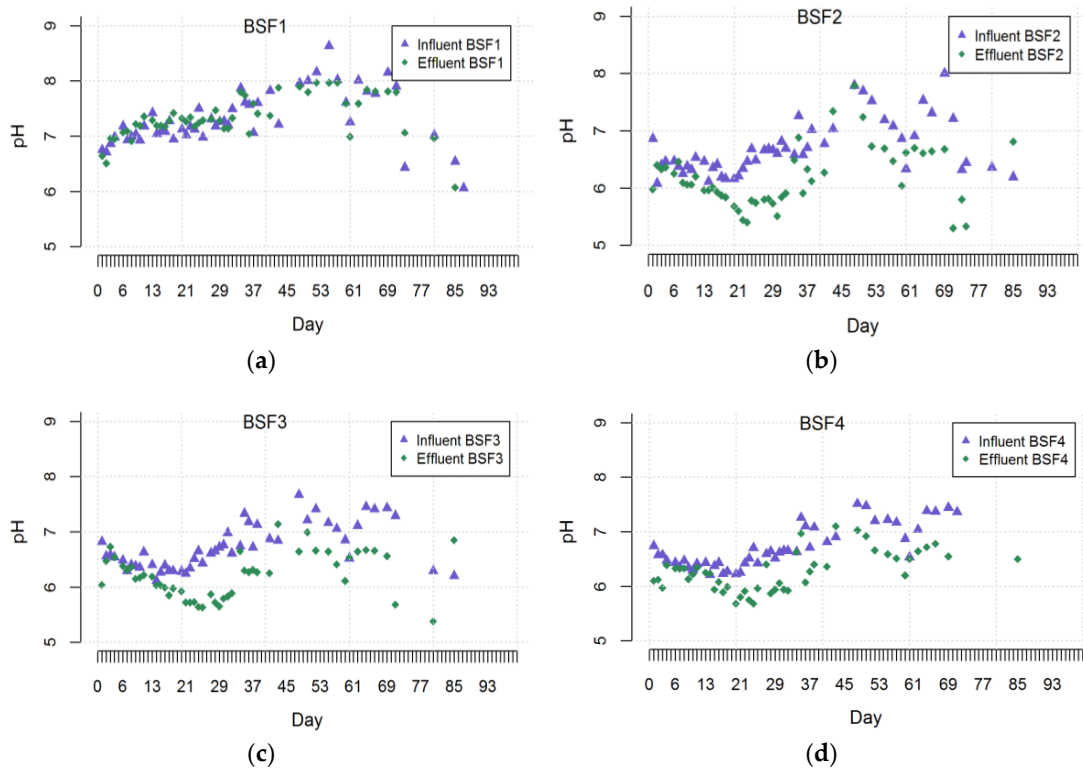 BSF1
Influent BSF1
Effluent BSF1
pH
9
8
7
6
5
0 6 13 21 29 37 45 53 61 69 77 85 93
Day
(a)
BSF2
Influent BSF2
Effluent BSF2
pH
9
8
7
6
5
0 6 13 21 29 37 45 53 61 69 77 85 93
Day
(b)
BSF3
Influent BSF3
Effluent BSF3
pH
9
8
7
6
5
0 6 13 21 29 37 45 53 61 69 77 85 93
Day
(c)
BSF4
Influent BSF4
Effluent BSF4
pH
9
8
7
6
5
0 6 13 21 29 37 45 53 61 69 77 85 93
Day
(d)